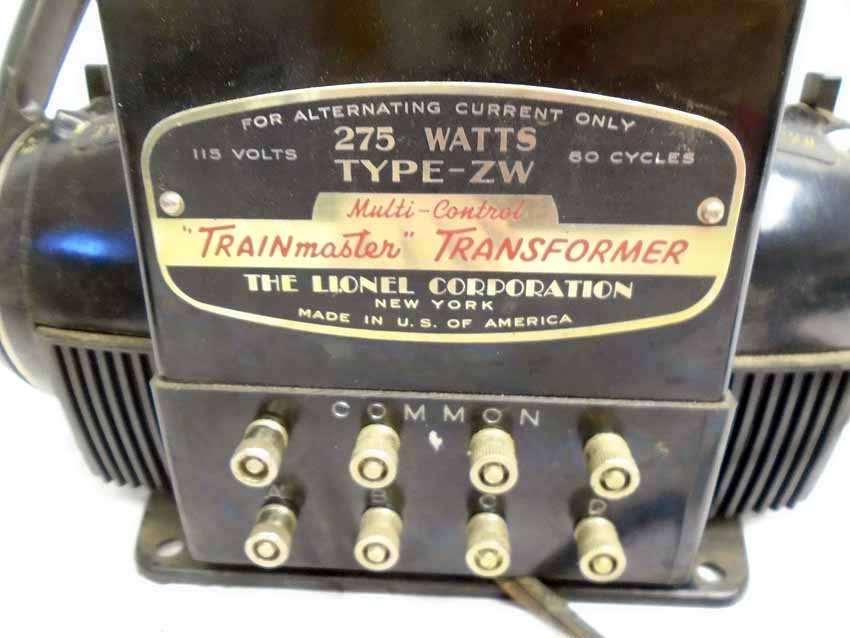 FOR ALTERNATING CURRENT ONLY
115 VOLTS 275 WATTS 60 CYCLES
TYPE-ZW
Multi-Control
"TRAINmaster" TRANSFORMER
THE LIONEL CORPORATION
NEW YORK
MADE IN U.S. OF AMERICA
COMMON
A B C D